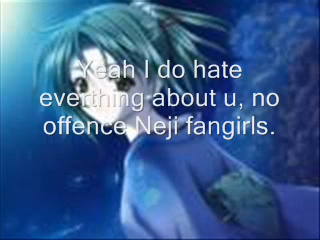 Yeah I do hate
everthing about u, no
offence Neji fangirls.